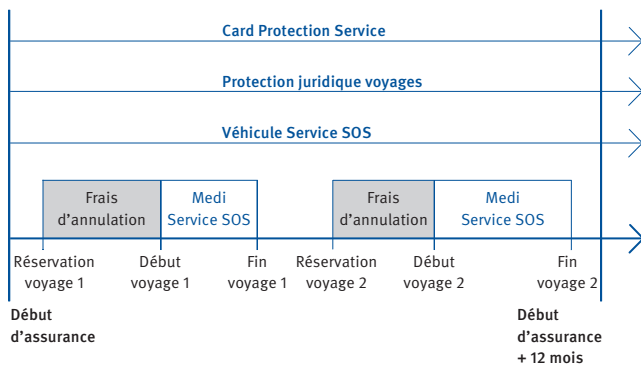 Card Protection Service
Protection juridique voyages
Véhicule Service SOS
Frais
d’annulation
Medi
Service SOS
Frais
d’annulation
Medi
Service SOS
Réservation
voyage 1
Début
voyage 1
Fin
voyage 1
Réservation
voyage 2
Début
voyage 2
Fin
voyage 2
Début
d’assurance
Début
d’assurance
+ 12 mois